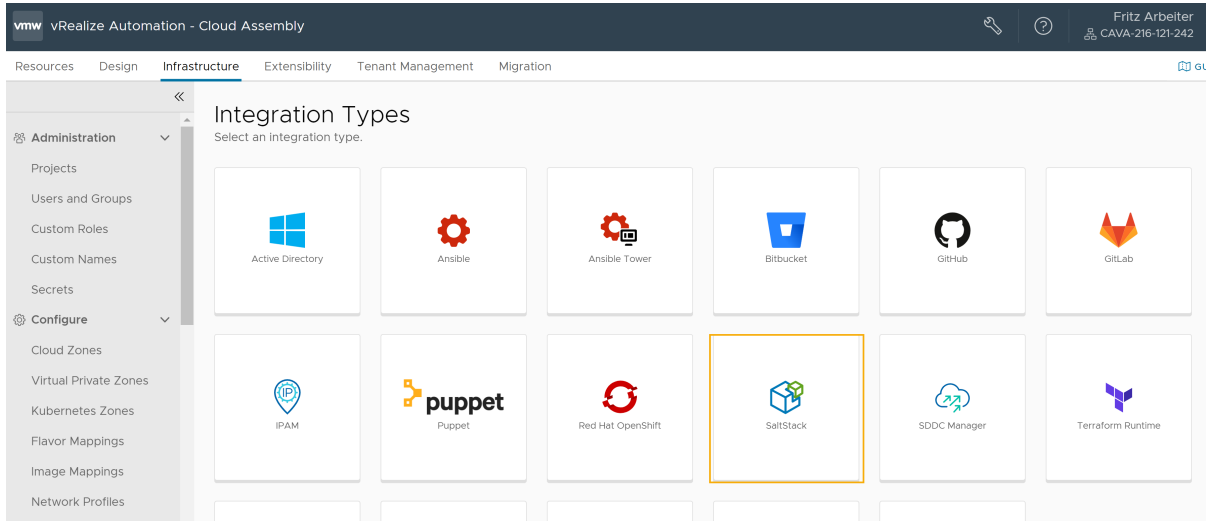 vmw vRealize Automation - Cloud Assembly
Fritz Arbeiter
CAVA-216-121-242
Resources Design Infrastructure Extensibility Tenant Management Migration
GU
Integration Types
Select an integration type.
Administration
Projects
Users and Groups
Custom Roles
Custom Names
Secrets
Configure
Cloud Zones
Virtual Private Zones
Kubernetes Zones
Flavor Mappings
Image Mappings
Network Profiles
Active Directory
Ansible
Ansible Tower
Bitbucket
GitHub
GitLab
IP
IPAM
puppet
Puppet
Red Hat OpenShift
SaltStack
SDDC Manager
Terraform Runtime